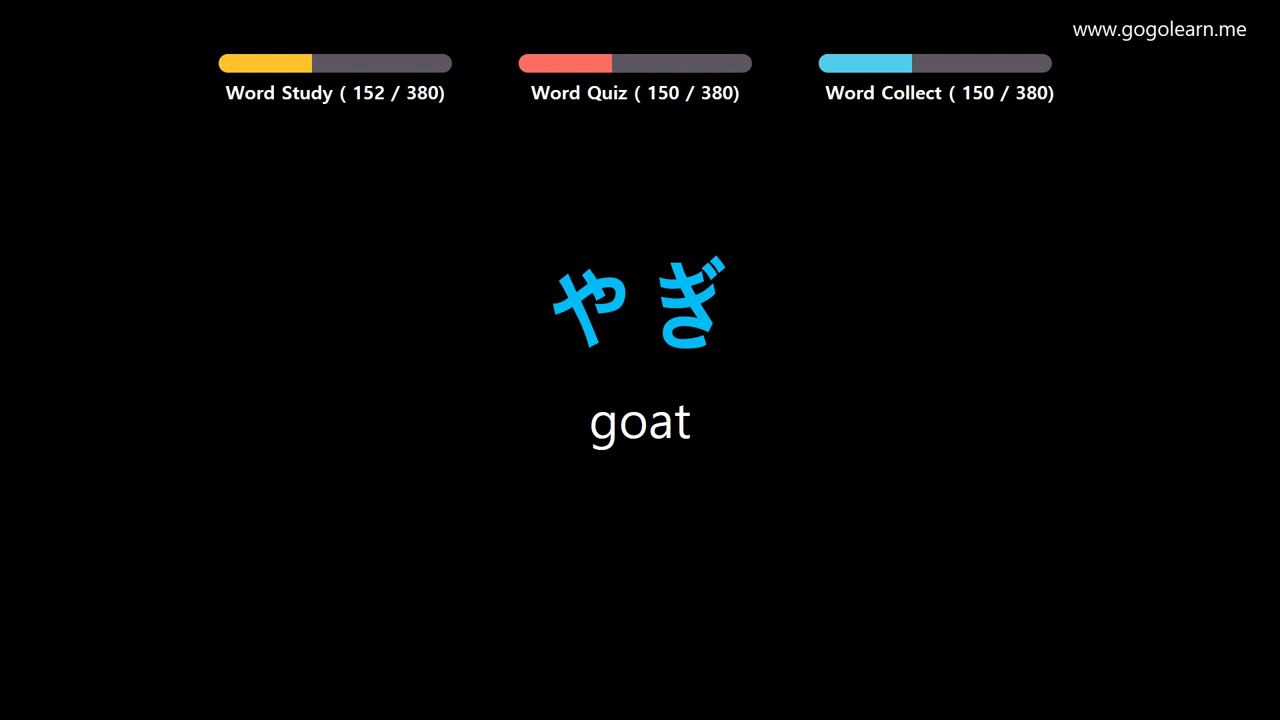 www.gogolearn.me
Word Study ( 152 / 380)
Word Quiz ( 150 / 380)
Word Collect ( 150 / 380)
やぎ
goat